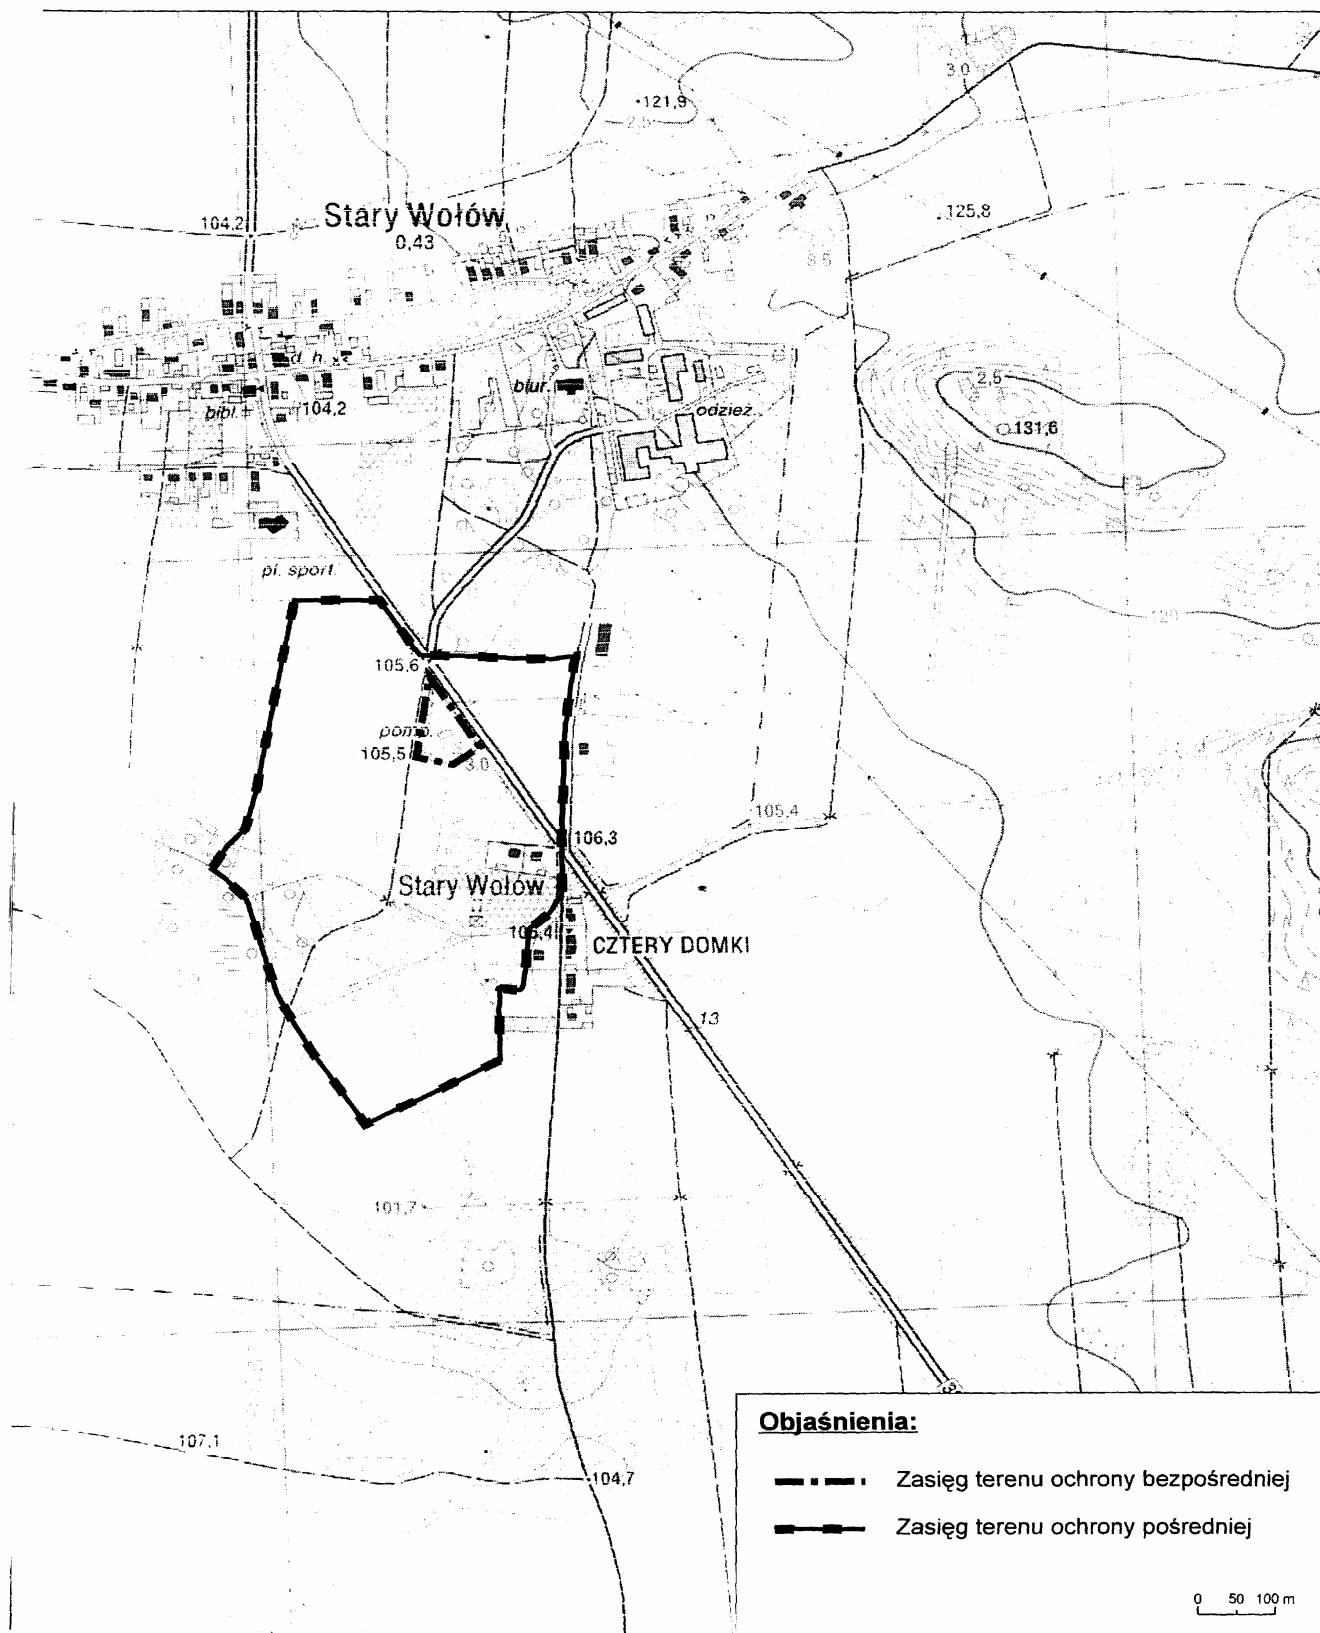 3.0
121,9
2,5
104,2
Stary Wołów
0,43
125,8
8.5
d. h.
biur.
2,5
bibl.
104,2
odzież.
131,6
pl. sport.
120
105,6
pomp.
105,5
3.0
105,4
106,3
Stary Wołów
CZTERY DOMKI
13
101,7
107,1
104,7
Objaśnienia:
Zasięg terenu ochrony bezpośredniej
Zasięg terenu ochrony pośredniej
0 50 100 m